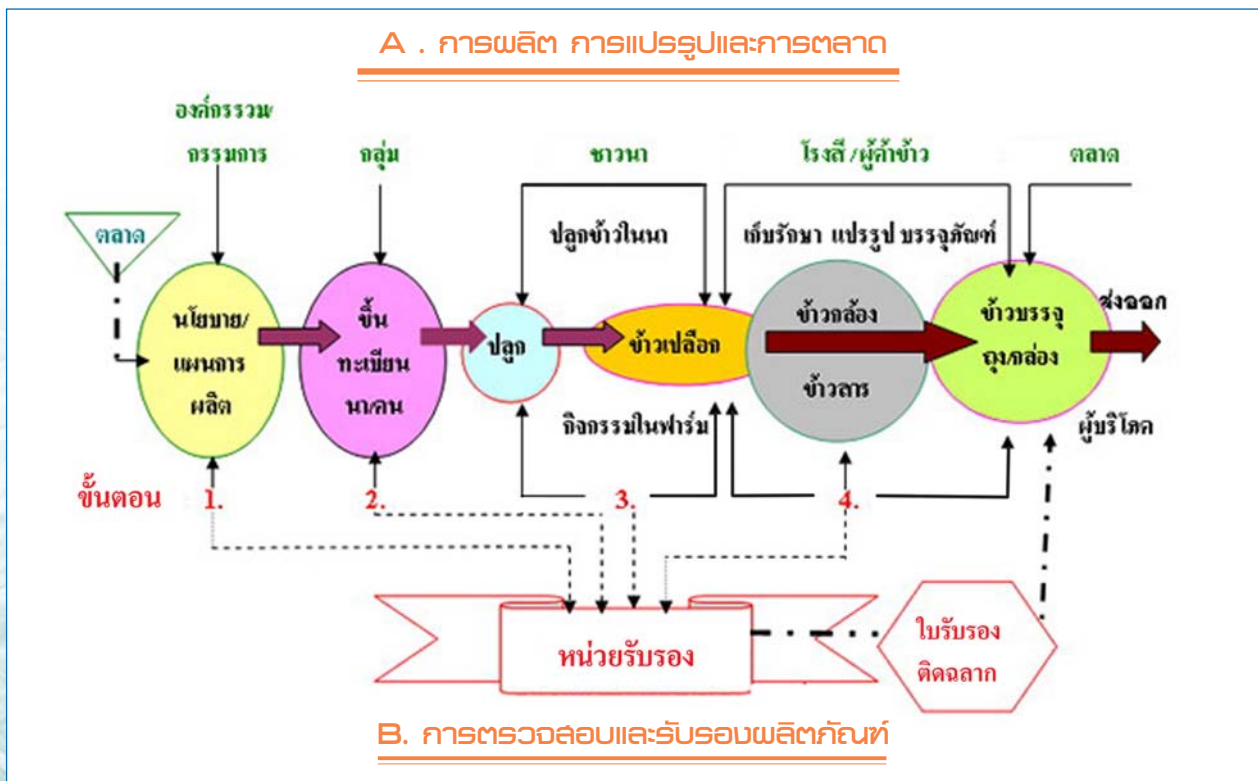 A . การผลิต การแปรรูปและการตลาด
องค์กรรวม/
กรรมการ
กลุ่ม
ชาวนา
โรงสี/ผู้ค้าข้าว
ตลาด
ตลาด
ปลูกข้าวในนา
เก็บรักษา แปรรูป บรรจุภัณฑ์
นโยบาย/
แผนการ
ผลิต
ขึ้น
ทะเบียน
นา/คน
ปลูก
ข้าวเปลือก
ข้าวกล้อง
ข้าวสาร
ข้าวบรรจุ
ถุง/กล่อง
ส่งออก
ผู้บริโภค
กิจกรรมในฟาร์ม
ขั้นตอน 1. 2. 3. 4.
หน่วยรับรอง
ใบรับรอง
ติดฉลาก
B. การตรวจสอบและรับรองผลิตภัณฑ์